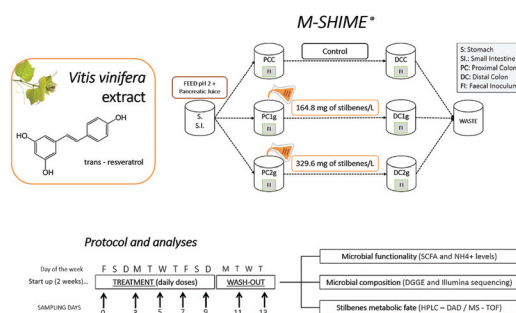 M-SHIME®
Vitis vinifera
extract
OH
HO
OH
trans - resveratrol
FEED pH 2 +
Pancrealic Juice
S.
S.I.
PCC
FI
Control
DCC
FI
PC1g
FI
164.8 mg of stilbenes/L
DC1g
FI
PC2g
FI
329.6 mg of stilbenes/L
DC2g
FI
WASTE
S: Stomach
SI.: Small Intestine
PC: Proximal Colon
DC: Distal Colon
FI: Faecal Inoculum
Protocol and analyses
Day of the week F S D M T W T F S D M T W T
Start up (2 weeks)... TREATMENT (daily doses) WASH-OUT
SAMPLING DAYS 0 3 5 7 9 11 13
Microbial functionality (SCFA and NH4+ levels)
Microbial composition (DGGE and Illumina sequencing)
Stilbenes metabolic fate (HPLC – DAD / MS - TOF)